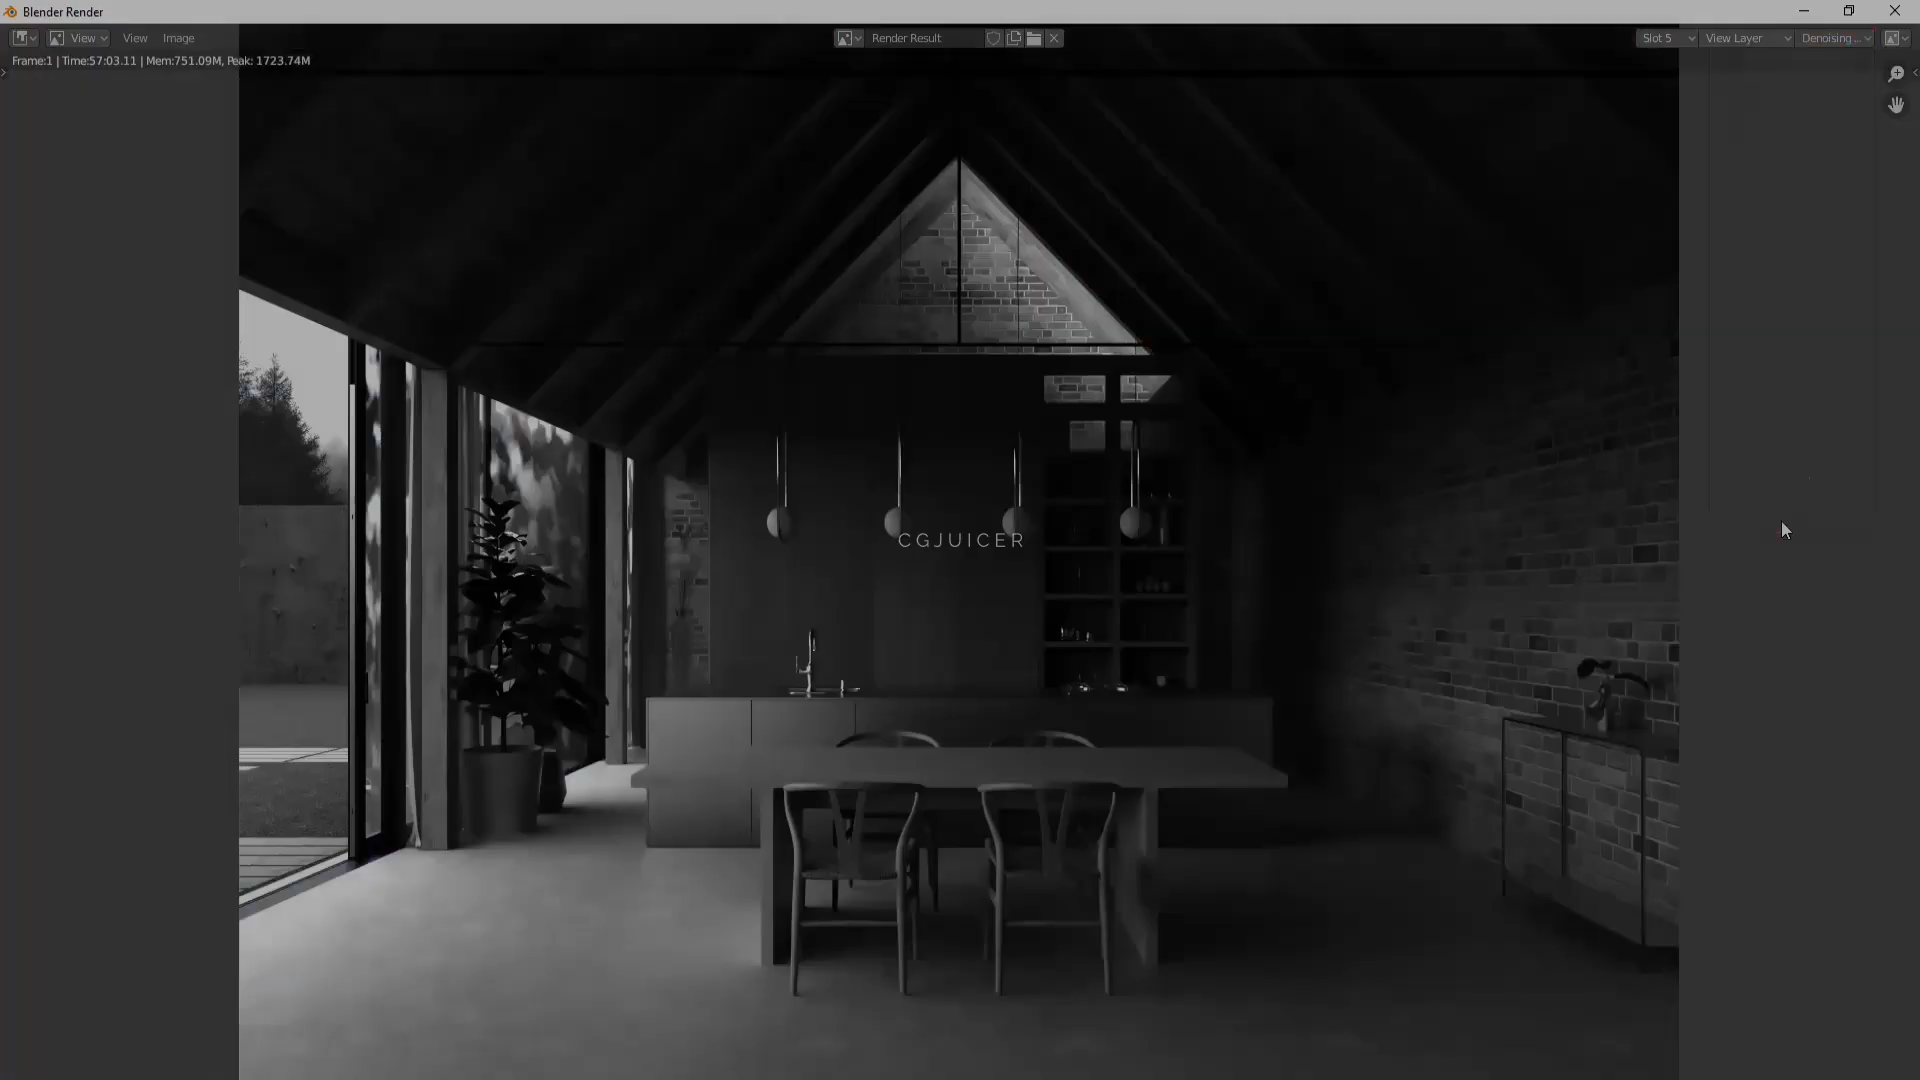 Blender Render
View
View
Image
Render Result
Slot 5
View Layer
Denoising ...
Frame:1 | Time:57:03.11 | Mem:751.09M, Peak: 1723.74M
CGJUICER